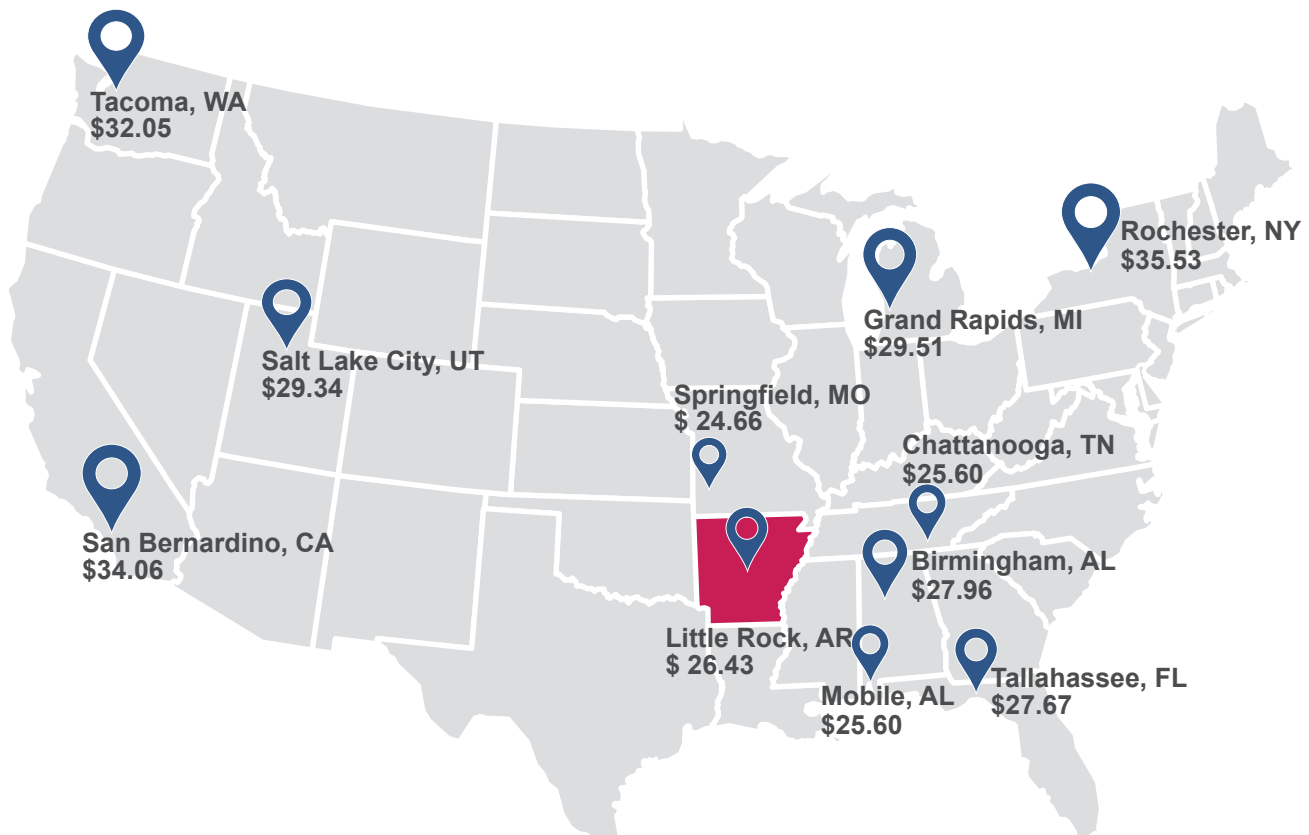 Tacoma, WA
$32.05
Rochester, NY
$35.53
Grand Rapids, MI
$29.51
Salt Lake City, UT
$29.34
Springfield, MO
$ 24.66
Chattanooga, TN
$25.60
San Bernardino, CA
$34.06
Birmingham, AL
$27.96
Little Rock, AR
$ 26.43
Tallahassee, FL
$27.67
Mobile, AL
$25.60